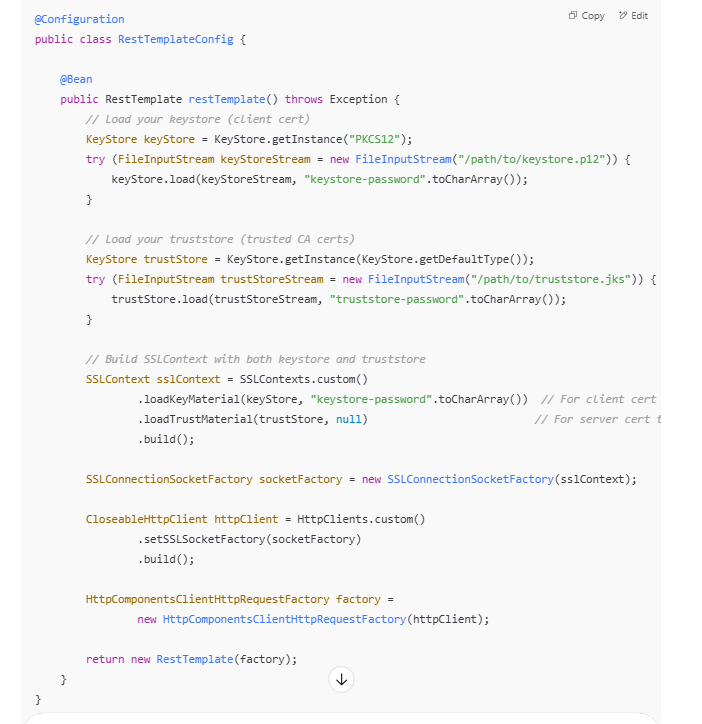 Copy Edit
@Configuration
public class RestTemplateConfig {
@Bean
public RestTemplate restTemplate() throws Exception {
// Load your keystore (client cert)
KeyStore keyStore = KeyStore.getInstance("PKCS12");
try (FileInputStream keyStoreStream = new FileInputStream("/path/to/keystore.p12")) {
keyStore.load(keyStoreStream, "keystore-password".toCharArray());
}
// Load your truststore (trusted CA certs)
KeyStore trustStore = KeyStore.getInstance(KeyStore.getDefaultType());
try (FileInputStream trustStoreStream = new FileInputStream("/path/to/truststore.jks")) {
trustStore.load(trustStoreStream, "truststore-password".toCharArray());
}
// Build SSLContext with both keystore and truststore
SSLContext sslContext = SSLContexts.custom()
.loadKeyMaterial(keyStore, "keystore-password".toCharArray()) // For client cert
.loadTrustMaterial(trustStore, null) // For server cert t
.build();
SSLConnectionSocketFactory socketFactory = new SSLConnectionSocketFactory(sslContext);
CloseableHttpClient httpClient = HttpClients.custom()
.setSSLSocketFactory(socketFactory)
.build();
HttpComponentsClientHttpRequestFactory factory =
new HttpComponentsClientHttpRequestFactory(httpClient);
return new RestTemplate(factory);
}
}